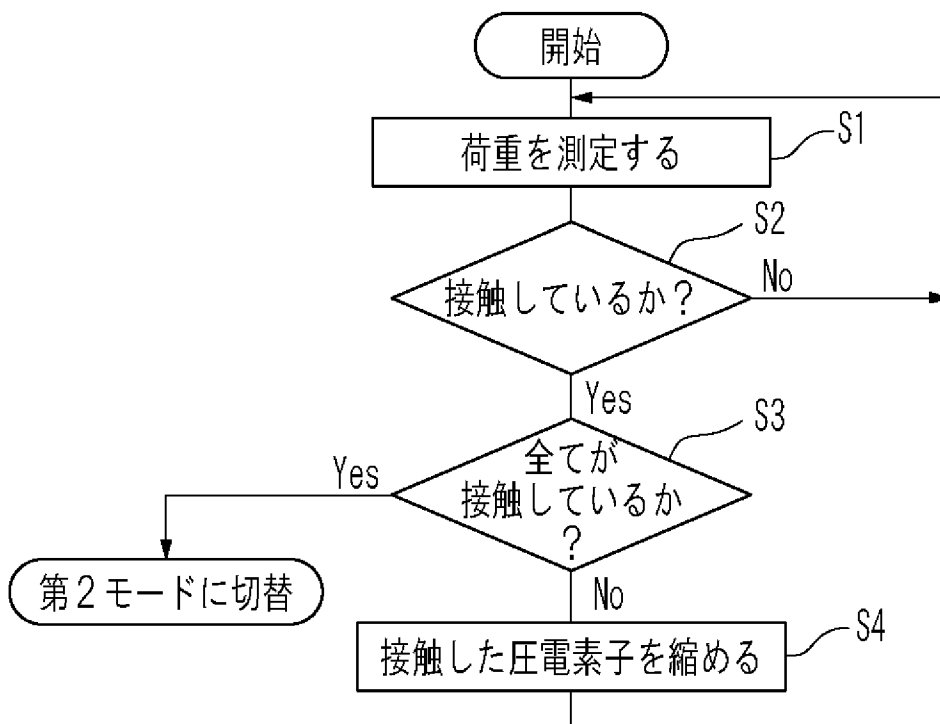 開始
荷重を測定する
S1
S2
接触しているか?
No
Yes
S3
全てが
接触しているか
?
Yes
第2モードに切替
No
接触した圧電素子を縮める
S4